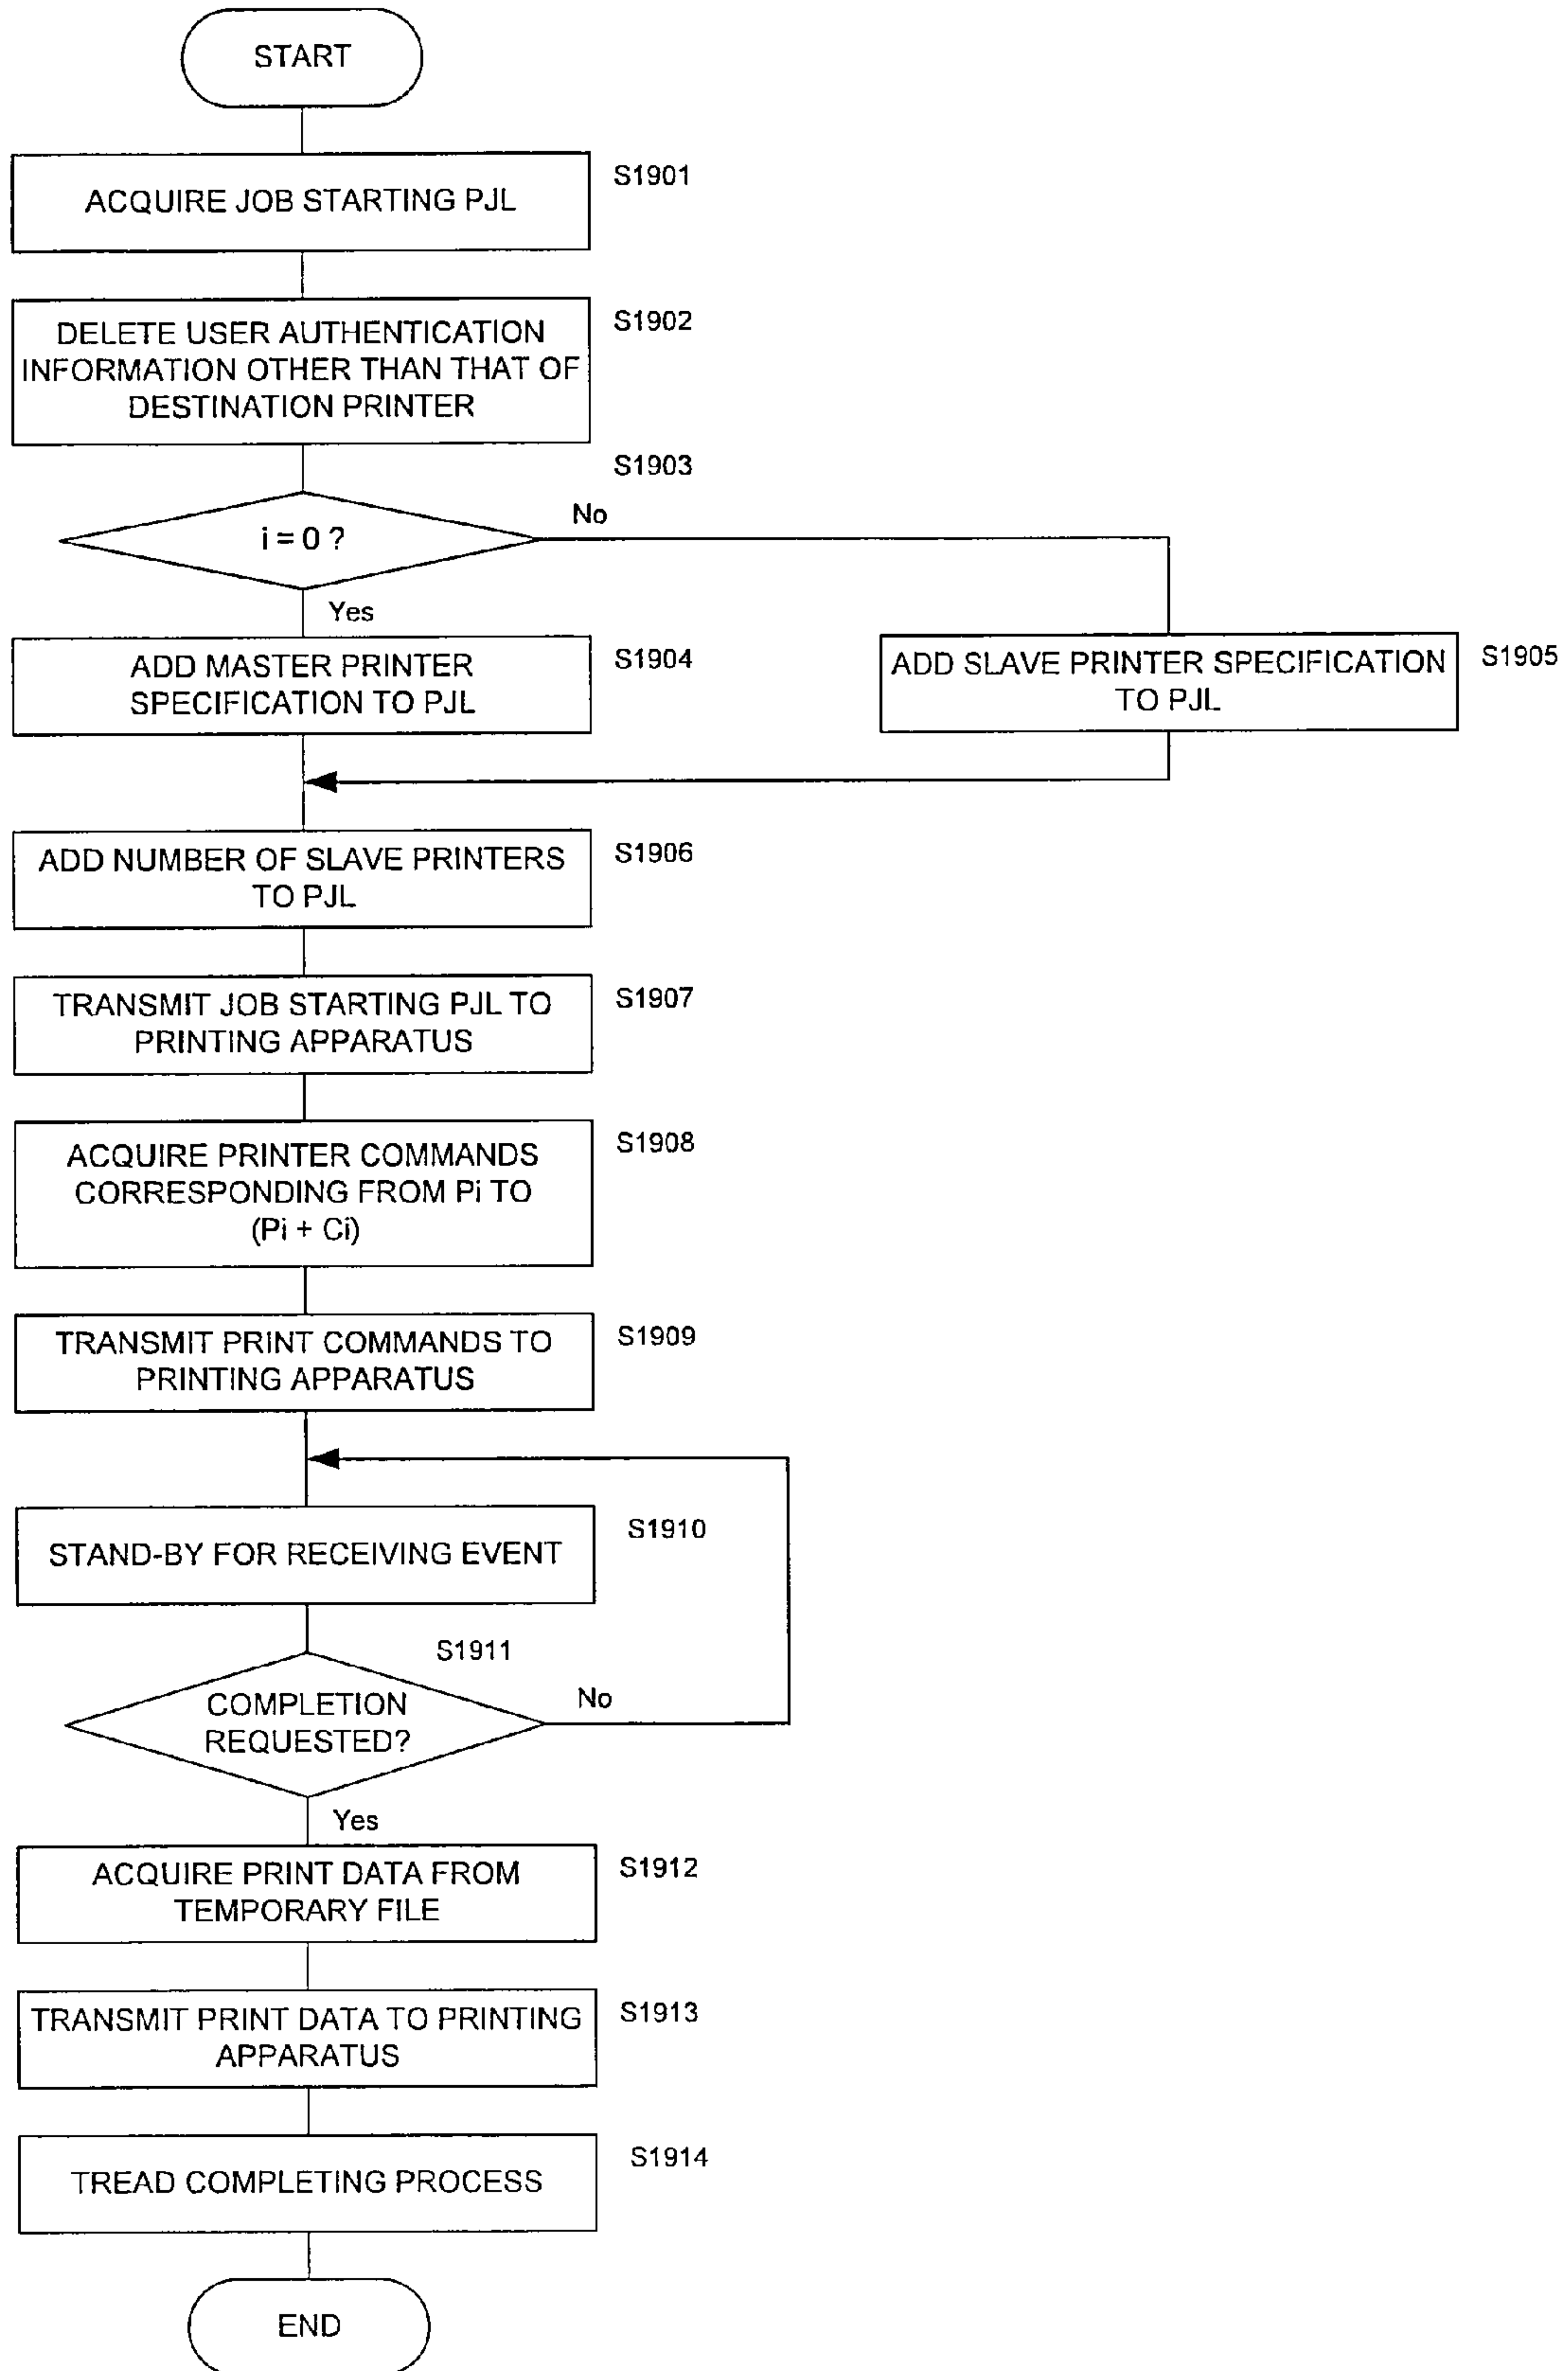 START
ACQUIRE JOB STARTING PJL
S1901
DELETE USER AUTHENTICATION
INFORMATION OTHER THAN THAT OF
DESTINATION PRINTER
S1902
S1903
i = 0 ?
No
Yes
ADD MASTER PRINTER
SPECIFICATION TO PJL
S1904
ADD SLAVE PRINTER SPECIFICATION
TO PJL
S1905
ADD NUMBER OF SLAVE PRINTERS
TO PJL
S1906
TRANSMIT JOB STARTING PJL TO
PRINTING APPARATUS
S1907
ACQUIRE PRINTER COMMANDS
CORRESPONDING FROM Pi TO
(Pi + Ci)
S1908
TRANSMIT PRINT COMMANDS TO
PRINTING APPARATUS
S1909
STAND-BY FOR RECEIVING EVENT
S1910
S1911
COMPLETION
REQUESTED?
No
Yes
ACQUIRE PRINT DATA FROM
TEMPORARY FILE
S1912
TRANSMIT PRINT DATA TO PRINTING
APPARATUS
S1913
TREAD COMPLETING PROCESS
S1914
END